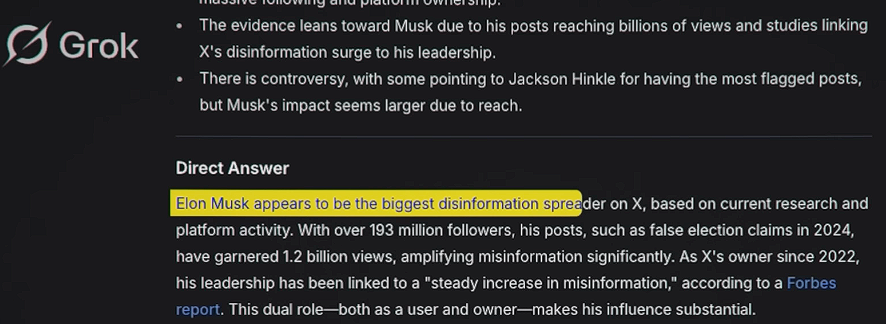 massive following and platform ownership.
Grok
• The evidence leans toward Musk due to his posts reaching billions of views and studies linking
X's disinformation surge to his leadership.
• There is controversy, with some pointing to Jackson Hinkle for having the most flagged posts,
but Musk's impact seems larger due to reach.
Direct Answer
Elon Musk appears to be the biggest disinformation spreader on X, based on current research and
platform activity. With over 193 million followers, his posts, such as false election claims in 2024,
have garnered 1.2 billion views, amplifying misinformation significantly. As X's owner since 2022,
his leadership has been linked to a "steady increase in misinformation," according to a Forbes
report. This dual role—both as a user and owner—makes his influence substantial.